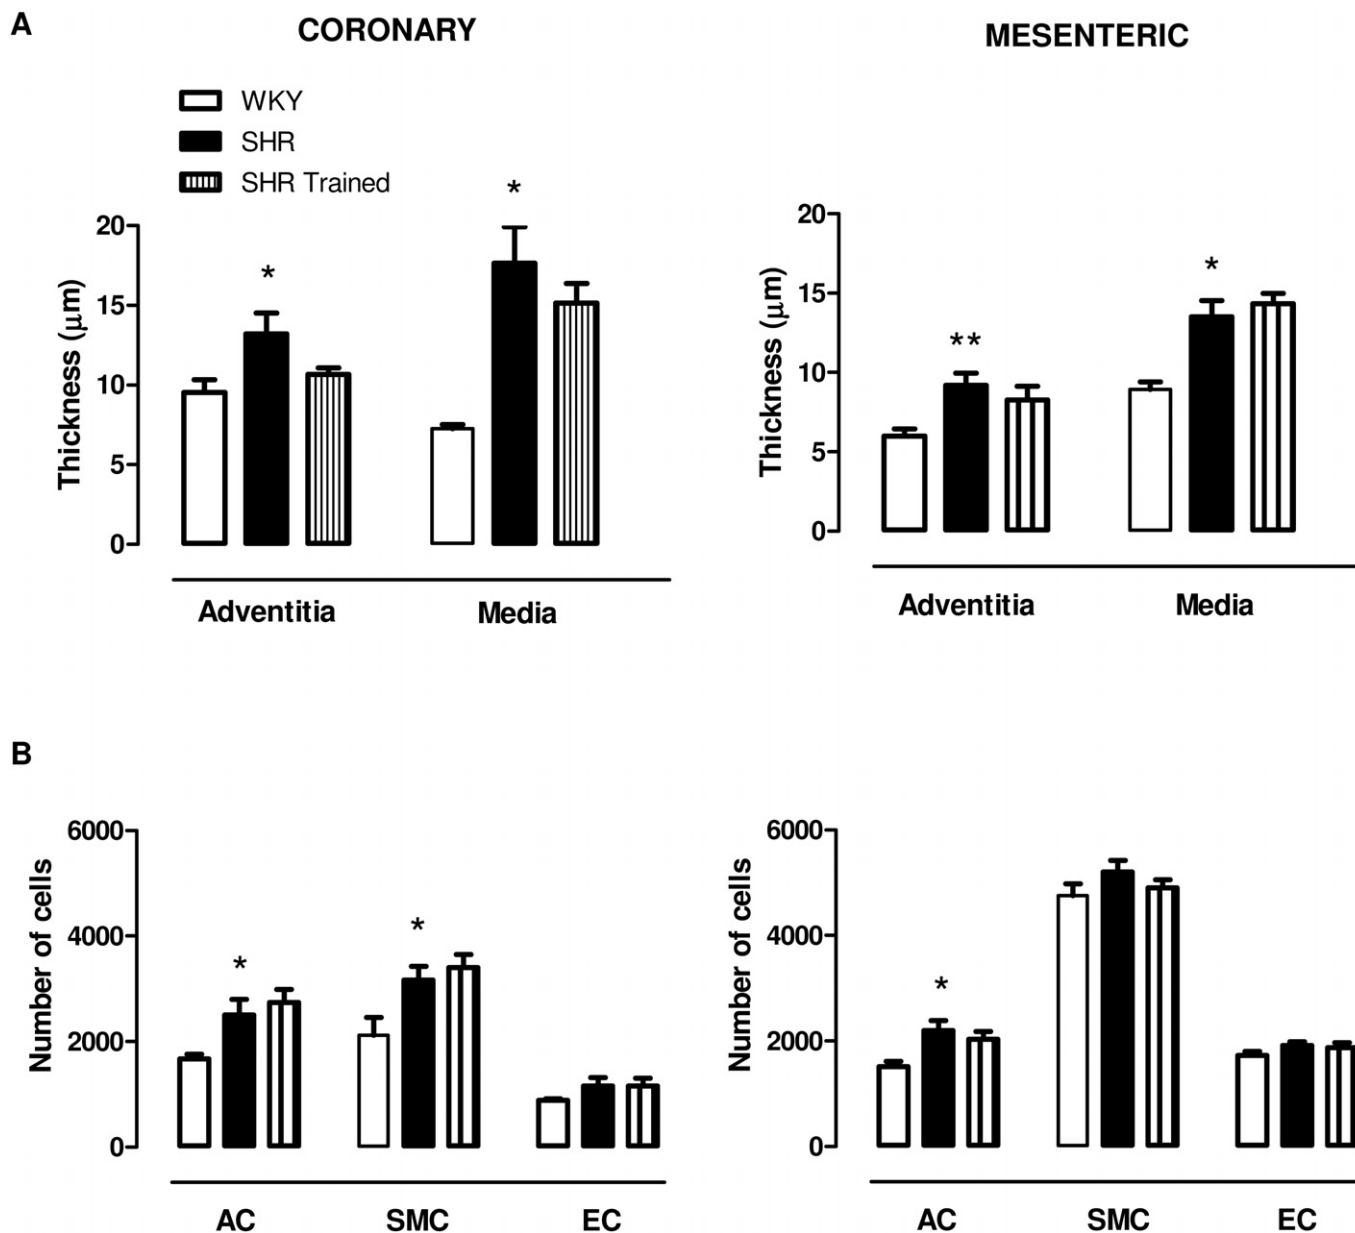 A
CORONARY
MESENTERIC
WKY
SHR
SHR Trained
Thickness (μm)
20
15
10
5
0
*
*
Adventitia
Media
Thickness (μm)
20
15
10
5
0
**
*
Adventitia
Media
B
Number of cells
6000
4000
2000
0
*
*
AC
SMC
EC
Number of cells
6000
4000
2000
0
*
AC
SMC
EC